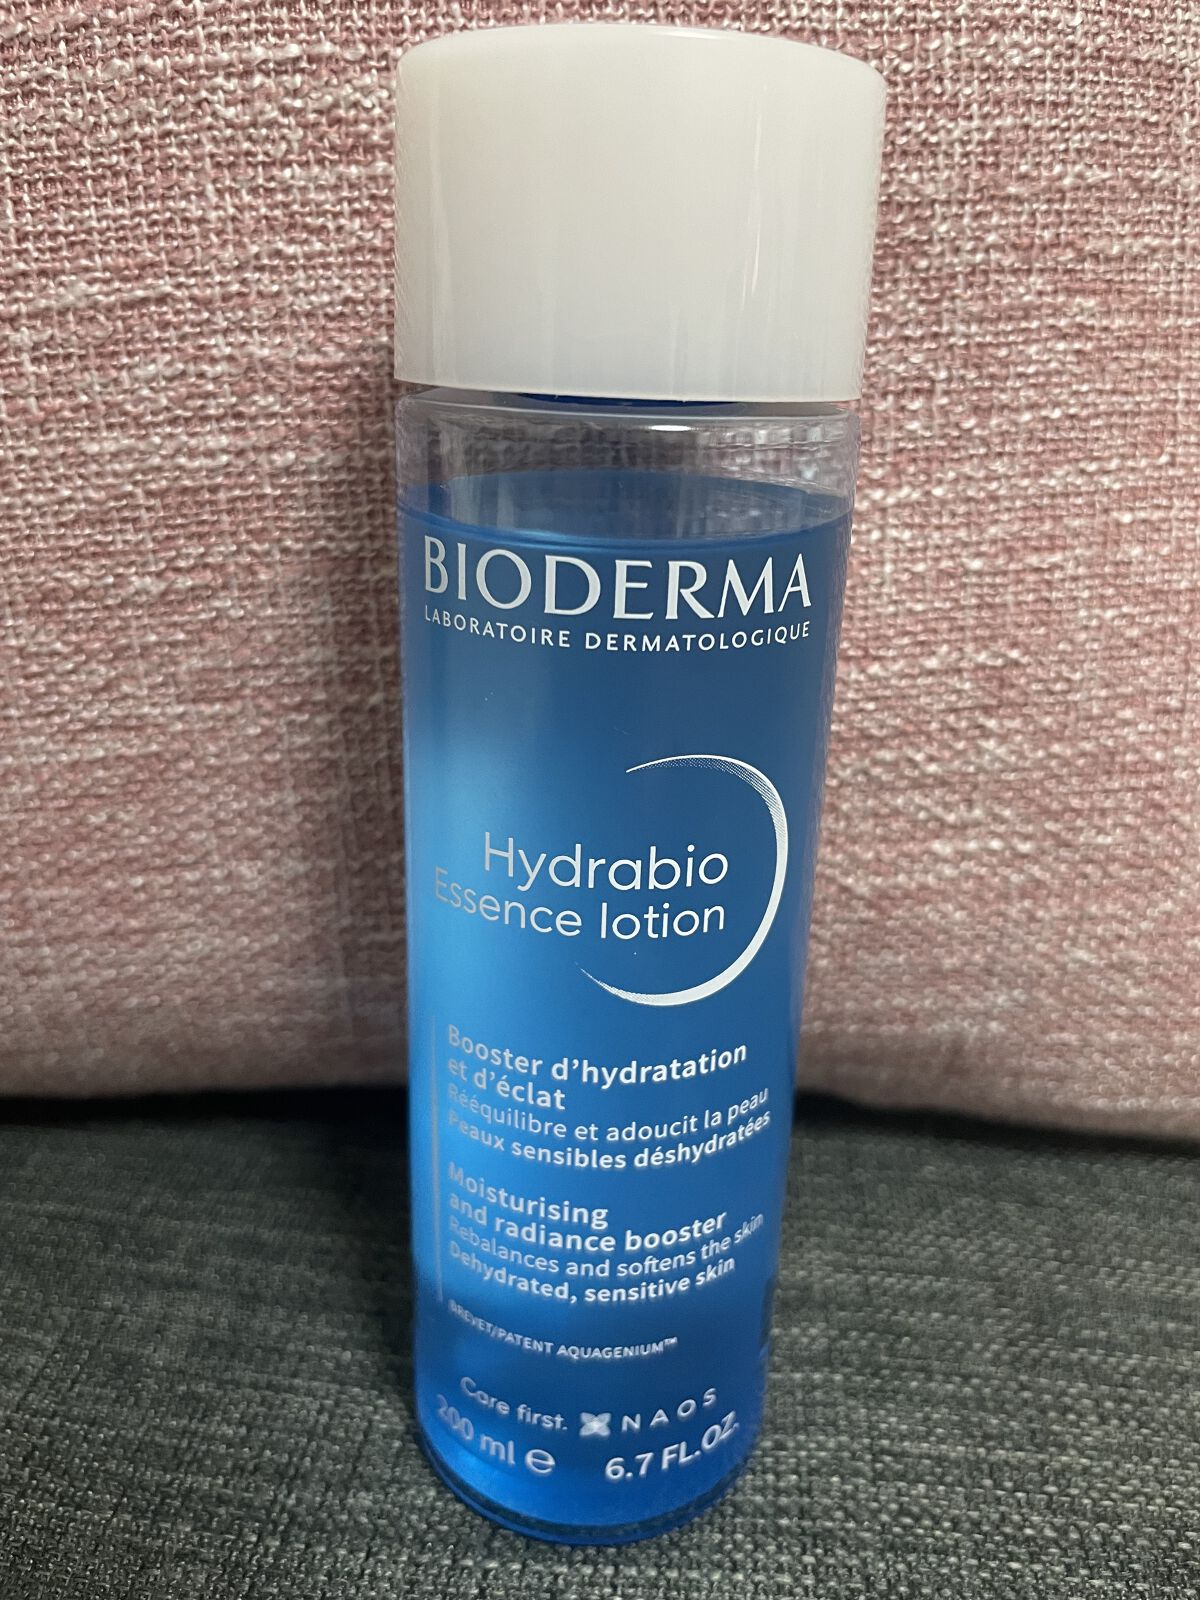 BIODERMA
LABORATOIRE DERMATOLOGIQUE
Hydrabio
Essence lotion
Booster d'hydratation
et d'éclat
Rééquilibre et adoucit la peau
Peaux sensibles déshydratées
Moisturising
and radiance booster
Rebalances and softens the skin
Dehydrated, sensitive skin
BREVET/PATENT AQUAGENIUM™
Care first. NAOS
200 ml ℮ 6.7 FL.OZ.